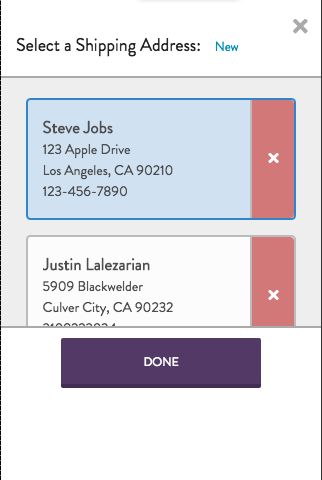 Select a Shipping Address: New
Steve Jobs
123 Apple Drive
Los Angeles, CA 90210
123-456-7890
Justin Lalezarian
5909 Blackwelder
Culver City, CA 90232
DONE